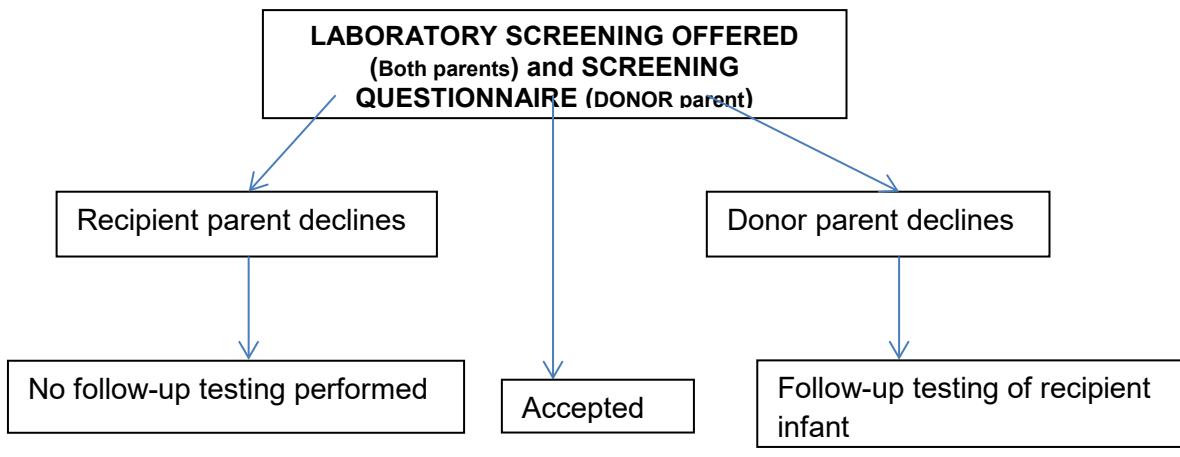 LABORATORY SCREENING OFFERED
(Both parents) and SCREENING
QUESTIONNAIRE (DONOR parent)
Recipient parent declines
Donor parent declines
No follow-up testing performed
Accepted
Follow-up testing of recipient
infant